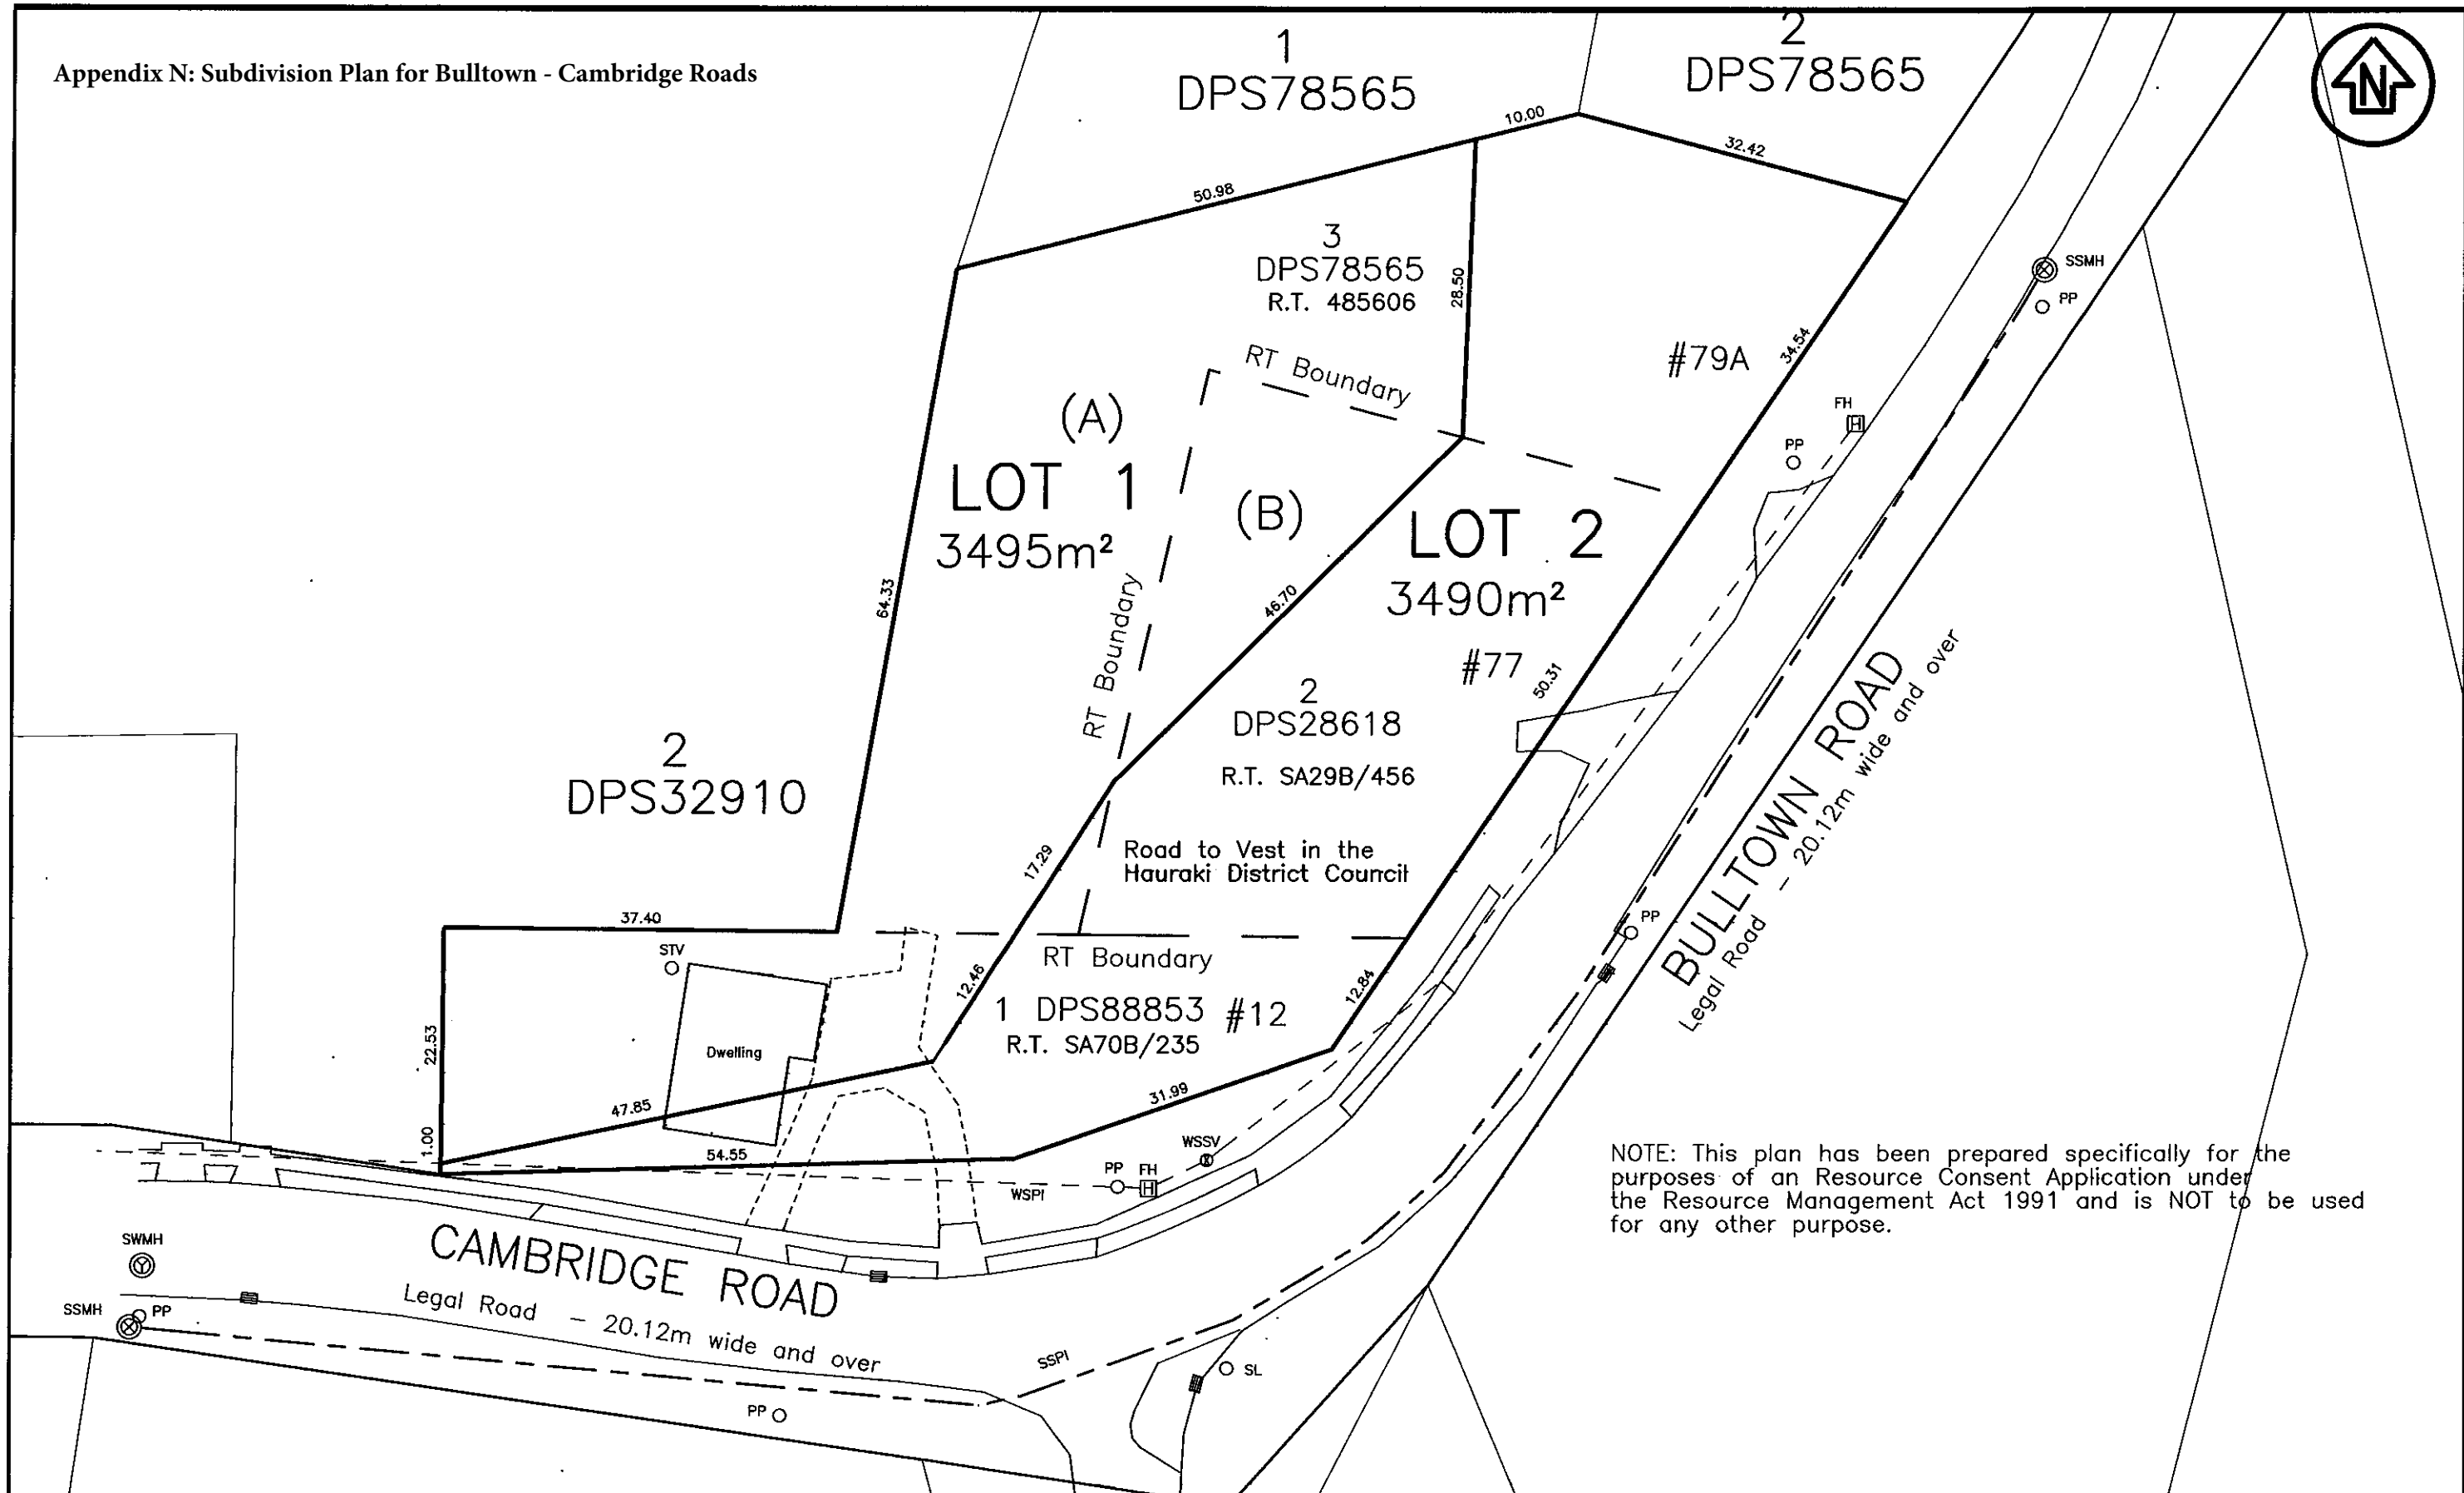 Appendix N: Subdivision Plan for Bulltown - Cambridge Roads
1
DPS78565
2
DPS78565
N
10.00
32.42
50.98
3
DPS78565
R.T. 485606
28.50
SSMH
PP
RT Boundary
#79A
34.54
FH
PP
(A)
LOT 1
3495m²
(B)
LOT 2
3490m²
64.33
RT Boundary
46.70
#77
50.31
2
DPS28618
R.T. SA29B/456
2
DPS32910
BULLTOWN ROAD
Legal Road - 20.12m wide and over
17.29
Road to Vest in the
Hauraki District Council
37.40
STV
PP
RT Boundary
12.46
12.84
1 DPS88853 #12
R.T. SA70B/235
22.53
Dwelling
47.85
31.99
1.00
54.55
WSSV
PP
FH
WSPI
NOTE: This plan has been prepared specifically for the
purposes of an Resource Consent Application under
the Resource Management Act 1991 and is NOT to be used
for any other purpose.
SWMH
CAMBRIDGE ROAD
Legal Road - 20.12m wide and over
SSMH
PP
SSPI
SL
PP